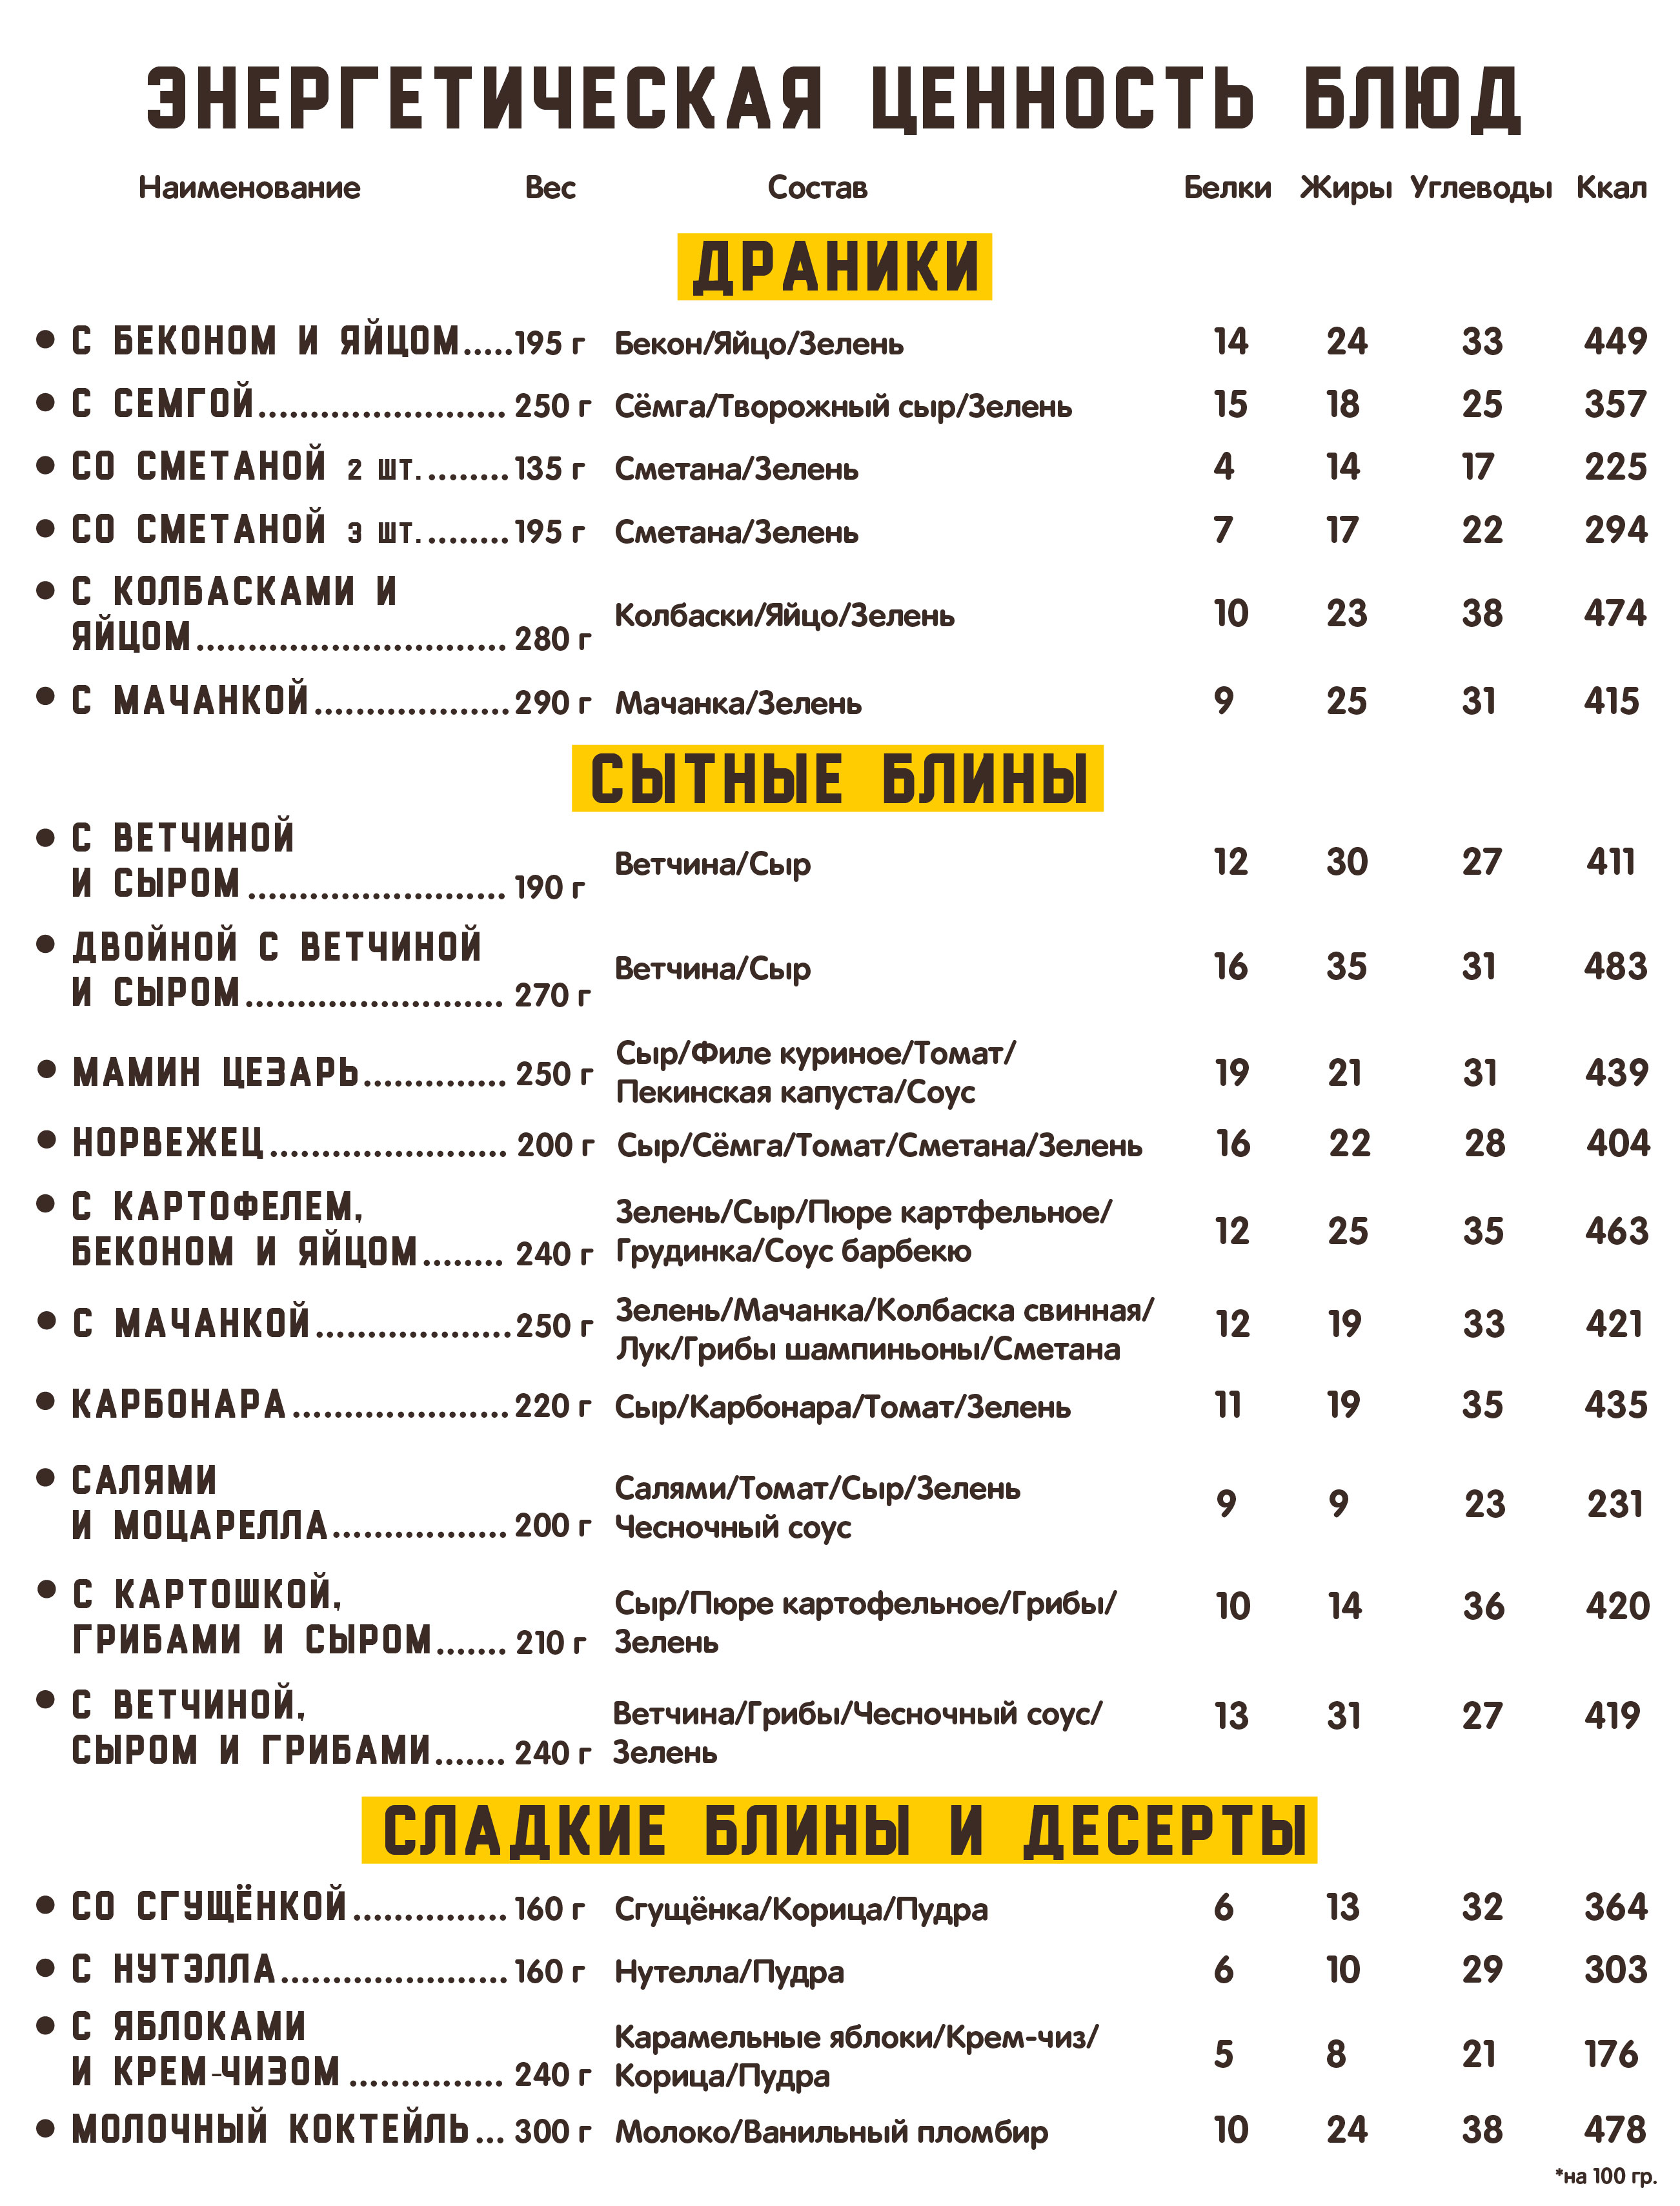 ЭНЕРГЕТИЧЕСКАЯ ЦЕННОСТЬ БЛЮД
Наименование Вес Состав Белки Жиры Углеводы Ккал
ДРАНИКИ
• С БЕКОНОМ И ЯЙЦОМ.....195 г Бекон/Яйцо/Зелень 14 24 33 449
• С СЕМГОЙ........................ 250 г Сёмга/Творожный сыр/Зелень 15 18 25 357
• СО СМЕТАНОЙ 2 ШТ.........135 г Сметана/Зелень 4 14 17 225
• СО СМЕТАНОЙ 3 ШТ.........195 г Сметана/Зелень 7 17 22 294
• С КОЛБАСКАМИ И
ЯЙЦОМ.............................. 280 г Колбаски/Яйцо/Зелень 10 23 38 474
• С МАЧАНКОЙ...................290 г Мачанка/Зелень 9 25 31 415
СЫТНЫЕ БЛИНЫ
• С ВЕТЧИНОЙ
И СЫРОМ ......................... 190 г Ветчина/Сыр 12 30 27 411
• ДВОЙНОЙ С ВЕТЧИНОЙ
И СЫРОМ......................... 270 г Ветчина/Сыр 16 35 31 483
• МАМИН ЦЕЗАРЬ.............. 250 г Сыр/Филе куриное/Томат/ 19 21 31 439
Пекинская капуста/Соус
• НОРВЕЖЕЦ....................... 200 г Сыр/Сёмга/Томат/Сметана/Зелень 16 22 28 404
• С КАРТОФЕЛЕМ, Зелень/Сыр/Пюре картфельное/ 12 25 35 463
БЕКОНОМ И ЯЙЦОМ........ 240 г Грудинка/Соус барбекю
• С МАЧАНКОЙ...................250 г Зелень/Мачанка/Колбаска свинная/ 12 19 33 421
Лук/Грибы шампиньоны/Сметана
• КАРБОНАРА.....................220 г Сыр/Карбонара/Томат/Зелень 11 19 35 435
• САЛЯМИ Салями/Томат/Сыр/Зелень 9 9 23 231
И МОЦАРЕЛЛА................. 200 г Чесночный соус
• С КАРТОШКОЙ, Сыр/Пюре картофельное/Грибы/ 10 14 36 420
ГРИБАМИ И СЫРОМ....... 210 г Зелень
• С ВЕТЧИНОЙ, Ветчина/Грибы/Чесночный соус/ 13 31 27 419
СЫРОМ И ГРИБАМИ....... 240 г Зелень
СЛАДКИЕ БЛИНЫ И ДЕСЕРТЫ
• СО СГУЩЁНКОЙ............... 160 г Сгущёнка/Корица/Пудра 6 13 32 364
• С НУТЭЛЛА......................160 г Нутелла/Пудра 6 10 29 303
• С ЯБЛОКАМИ Карамельные яблоки/Крем-чиз/ 5 8 21 176
И КРЕМ-ЧИЗОМ ............... 240 г Корица/Пудра
• МОЛОЧНЫЙ КОКТЕЙЛЬ... 300 г Молоко/Ванильный пломбир 10 24 38 478
*на 100 гр.